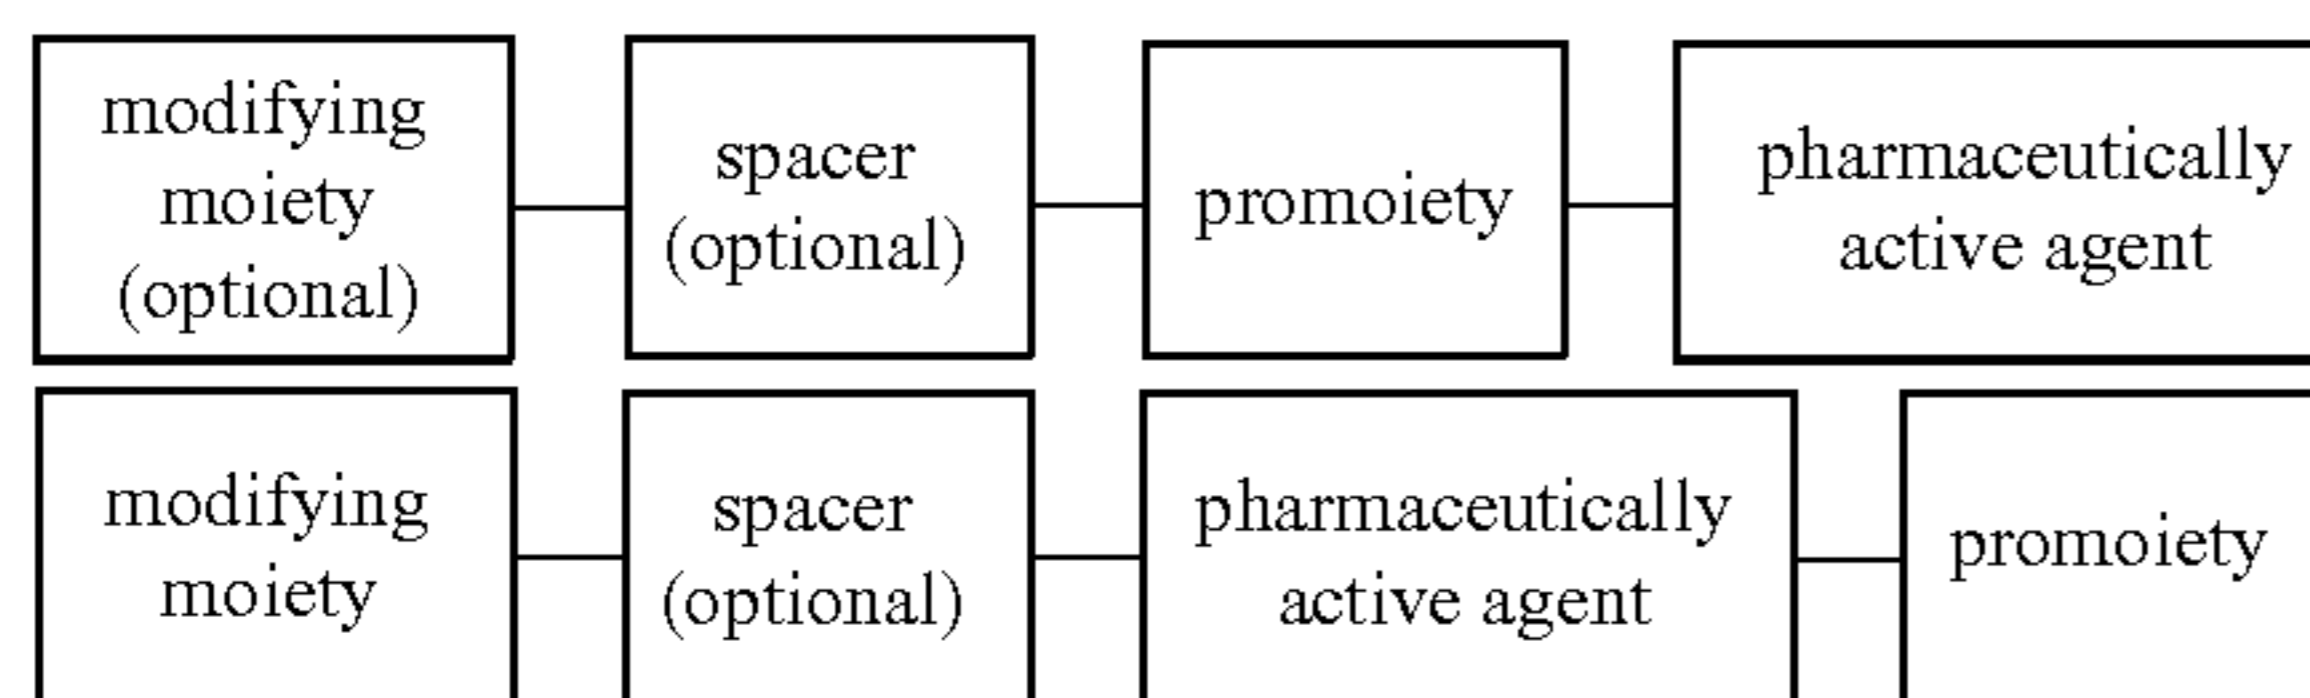 modifying
moiety
(optional)
spacer
(optional)
promoiety
pharmaceutically
active agent
modifying
moiety
spacer
(optional)
pharmaceutically
active agent
promoiety